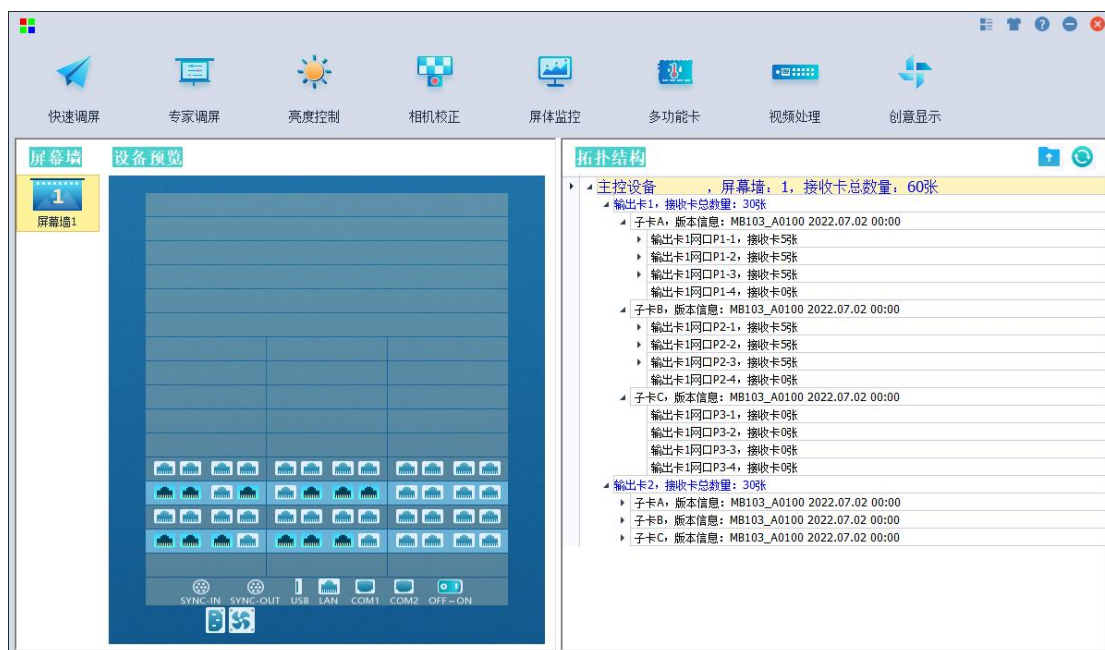 快速调屏
专家调屏
亮度控制
相机校正
屏体监控
多功能卡
视频处理
创意显示
屏幕墙
设备预览
拓扑结构
1
屏幕墙1
主控设备 ，屏幕墙：1，接收卡总数量：60张
输出卡1，接收卡总数量：30张
子卡A，版本信息：MB103_A0100 2022.07.02 00:00
输出卡1网口P1-1，接收卡5张
输出卡1网口P1-2，接收卡5张
输出卡1网口P1-3，接收卡5张
输出卡1网口P1-4，接收卡0张
子卡B，版本信息：MB103_A0100 2022.07.02 00:00
输出卡1网口P2-1，接收卡5张
输出卡1网口P2-2，接收卡5张
输出卡1网口P2-3，接收卡5张
输出卡1网口P2-4，接收卡0张
子卡C，版本信息：MB103_A0100 2022.07.02 00:00
输出卡1网口P3-1，接收卡0张
输出卡1网口P3-2，接收卡0张
输出卡1网口P3-3，接收卡0张
输出卡1网口P3-4，接收卡0张
输出卡2，接收卡总数量：30张
子卡A，版本信息：MB103_A0100 2022.07.02 00:00
子卡B，版本信息：MB103_A0100 2022.07.02 00:00
子卡C，版本信息：MB103_A0100 2022.07.02 00:00
SYNC-IN SYNC-OUT USB LAN COM1 COM2 OFF-ON